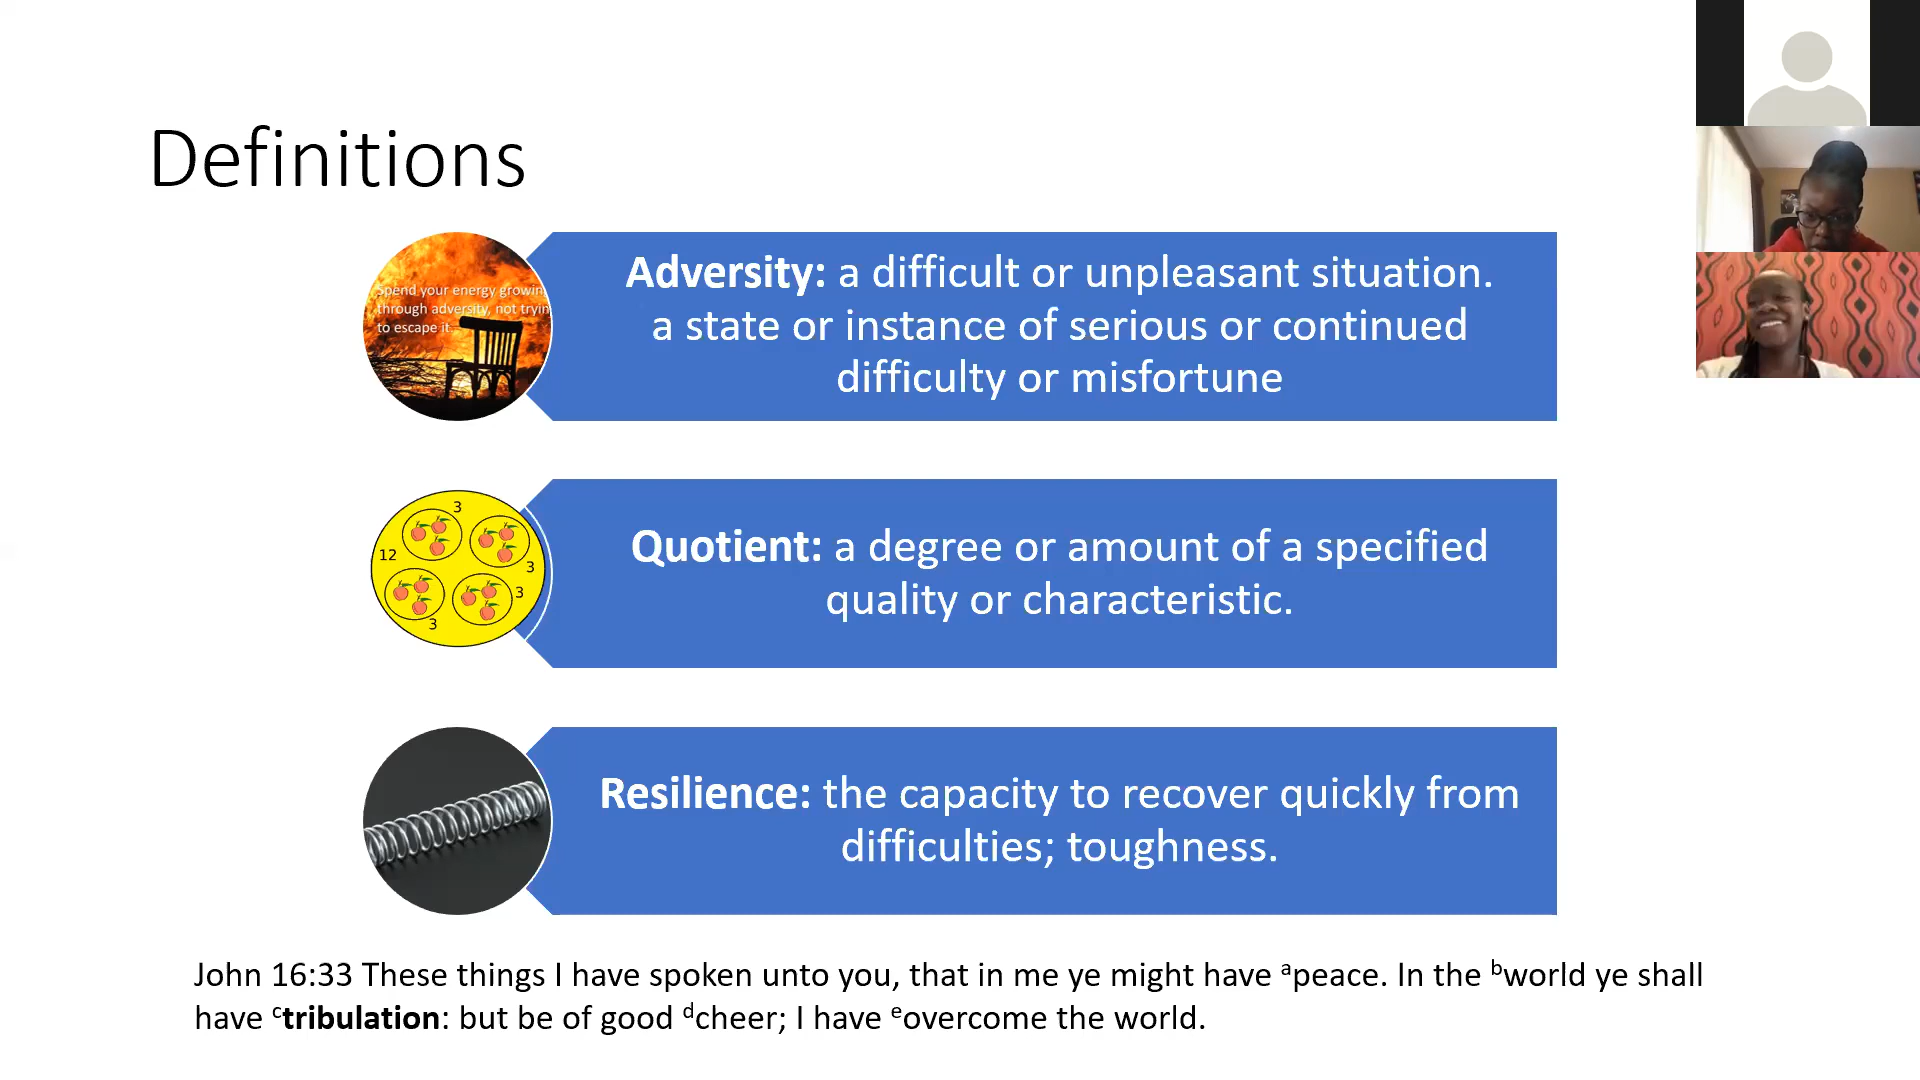 Definitions
Spend your energy growin
through adversity, not tryin
to escape it.
Adversity: a difficult or unpleasant situation.
a state or instance of serious or continued
difficulty or misfortune
3
12
3
3
3
Quotient: a degree or amount of a specified
quality or characteristic.
Resilience: the capacity to recover quickly from
difficulties; toughness.
John 16:33 These things I have spoken unto you, that in me ye might have apeace. In the bworld ye shall
have ctribulation: but be of good dcheer; I have eovercome the world.